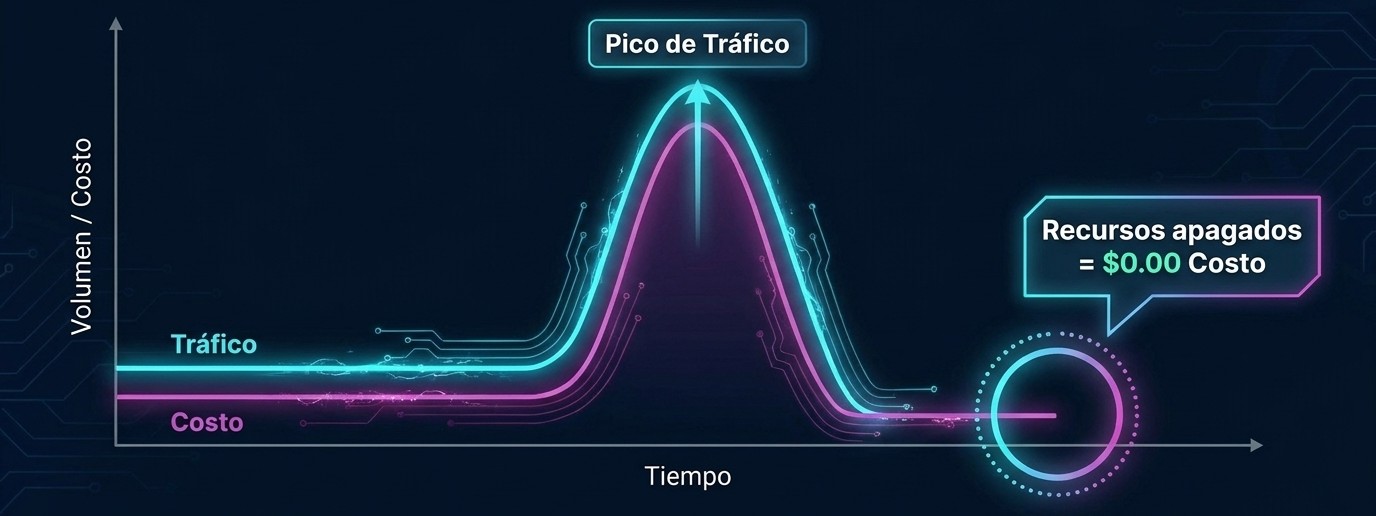 Pico de Tráfico
Volumen / Costo
Recursos apagados
= $0.00 Costo
Tráfico
Costo
Tiempo